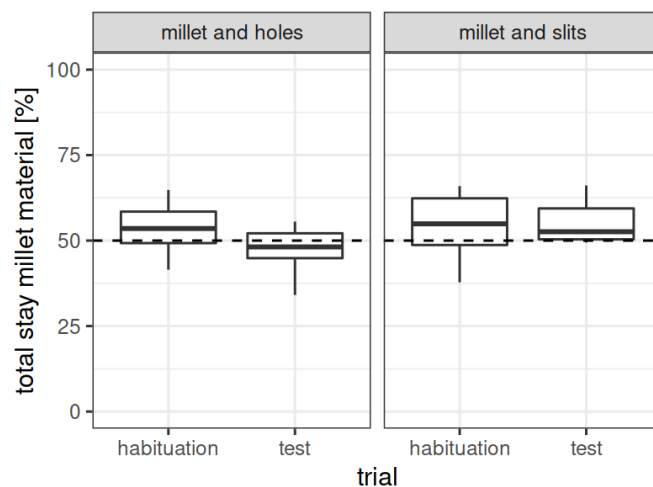 millet and holes
millet and slits
total stay millet material [%]
100
75
50
25
0
habituation
test
habituation
test
trial